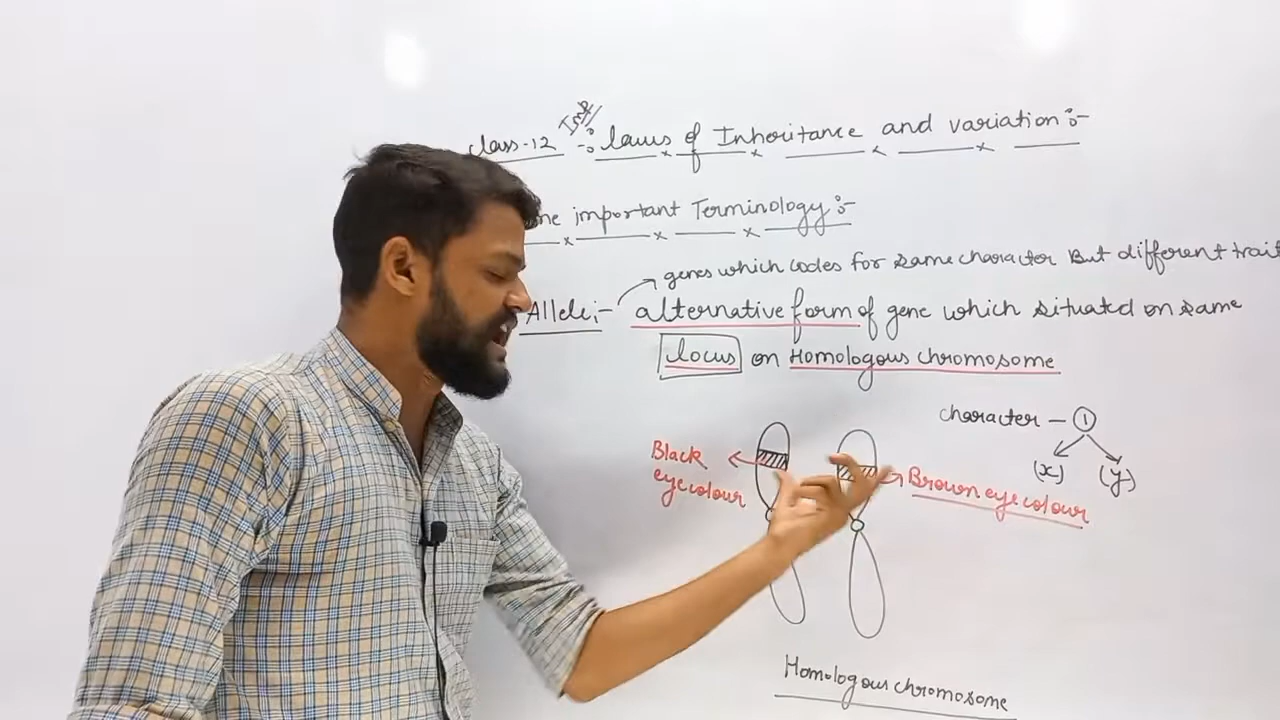 class-12 Imp :- laws of Inheritance and variation :-
me important Terminology :-
genes which codes for same character But different trait
Allele :- alternative form of gene which situated on same
locus on Homologous chromosome
character - 1
(x) (y)
Black
eye colour
Brown eye colour
Homologous chromosome